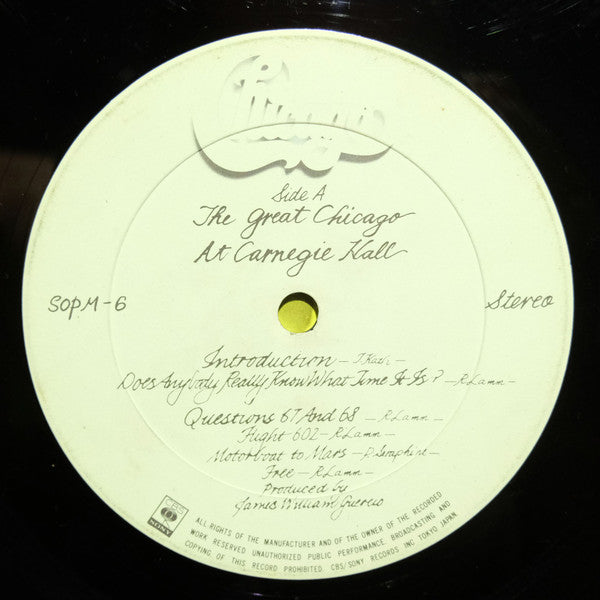 Chicago
Side A
The Great Chicago
At Carnegie Hall
SOPM-6
Stereo
Introduction -T.Kath-
Does Anybody Really Know What Time It Is? -R.Lamm-
Questions 67 And 68 -R.Lamm-
Flight 602 -R.Lamm-
Motorboat to Mars -D.Seraphine-
Free -R.Lamm-
Produced by
James William Guercio
SONY
ALL RIGHTS OF THE MANUFACTURER AND OF THE OWNER OF THE RECORDED
WORK RESERVED UNAUTHORIZED PUBLIC PERFORMANCE BROADCASTING AND
COPYING OF THIS RECORD PROHIBITED. CBS/SONY RECORDS INC TOKYO JAPAN